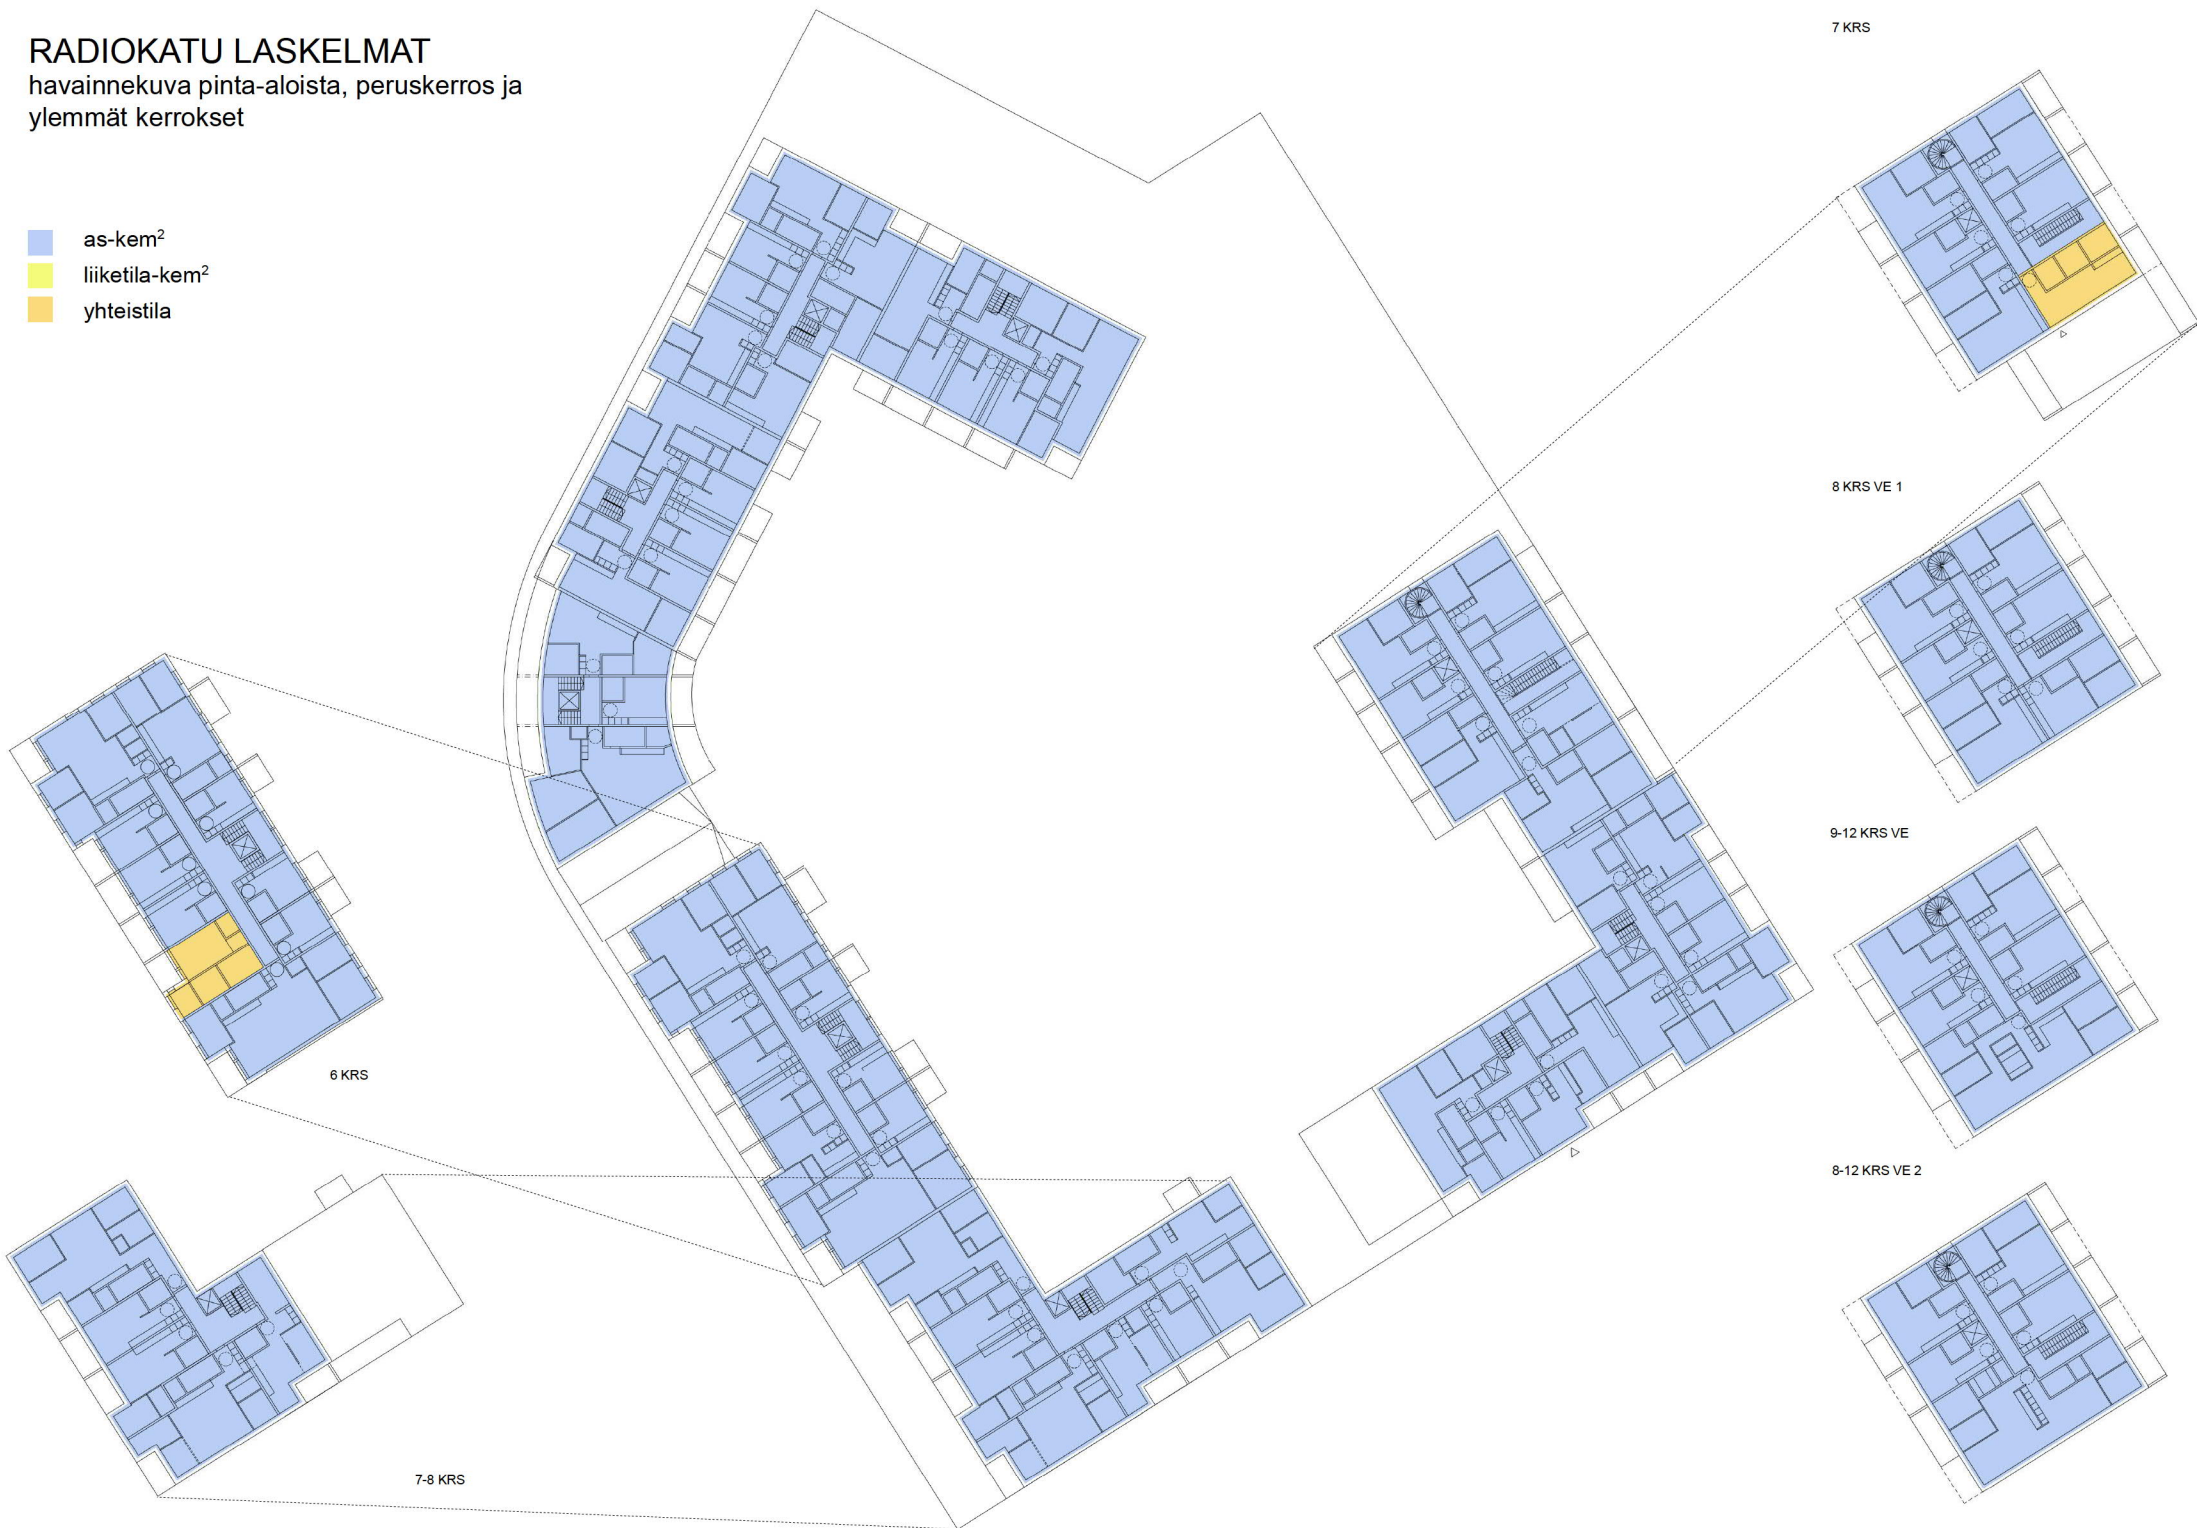 RADIOKATU LASKELMAT
havainnekuva pinta-aloista, peruskerros ja
ylemmät kerrokset
as-kem²
liiketila-kem²
yhteistila
7 KRS
8 KRS VE 1
9-12 KRS VE
8-12 KRS VE 2
6 KRS
7-8 KRS